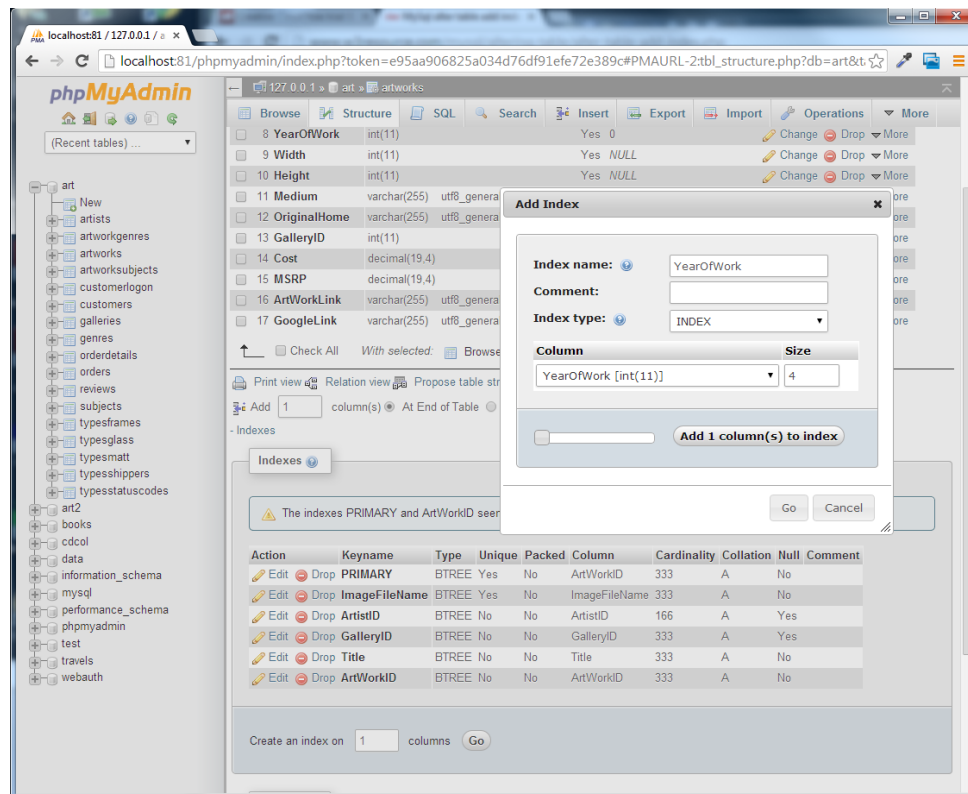 localhost:81 / 127.0.0.1 / a
localhost:81/phpmyadmin/index.php?token=e95aa906825a034d76df91efe72e389c#PMAURL-2:tbl_structure.php?db=art&ta
phpMyAdmin
(Recent tables) ...
art
New
artists
artworkgenres
artworks
artworksubjects
customerlogon
customers
galleries
genres
orderdetails
orders
reviews
subjects
typesframes
typesglass
typesmatt
typesshippers
typesstatuscodes
art2
books
cdcol
data
information_schema
mysql
performance_schema
phpmyadmin
test
travels
webauth
127.0.0.1 » art » artworks
Browse Structure SQL Search Insert Export Import Operations More
8 YearOfWork int(11) Yes 0 Change Drop More
9 Width int(11) Yes NULL Change Drop More
10 Height int(11) Yes NULL Change Drop More
11 Medium varchar(255) utf8_genera ore
12 OriginalHome varchar(255) utf8_genera ore
13 GalleryID int(11) ore
14 Cost decimal(19,4) ore
15 MSRP decimal(19,4) ore
16 ArtWorkLink varchar(255) utf8_genera ore
17 GoogleLink varchar(255) utf8_genera ore
Check All With selected: Browse
Print view Relation view Propose table str
Add 1 column(s) At End of Table
- Indexes
Indexes
The indexes PRIMARY and ArtWorkID seem
Add Index
Index name: YearOfWork
Comment:
Index type: INDEX
Column Size
YearOfWork [int(11)] 4
Add 1 column(s) to index
Go Cancel
Action Keyname Type Unique Packed Column Cardinality Collation Null Comment
Edit Drop PRIMARY BTREE Yes No ArtWorkID 333 A No
Edit Drop ImageFileName BTREE Yes No ImageFileName 333 A No
Edit Drop ArtistID BTREE No No ArtistID 166 A Yes
Edit Drop GalleryID BTREE No No GalleryID 333 A Yes
Edit Drop Title BTREE No No Title 333 A No
Edit Drop ArtWorkID BTREE No No ArtWorkID 333 A No
Create an index on 1 columns Go